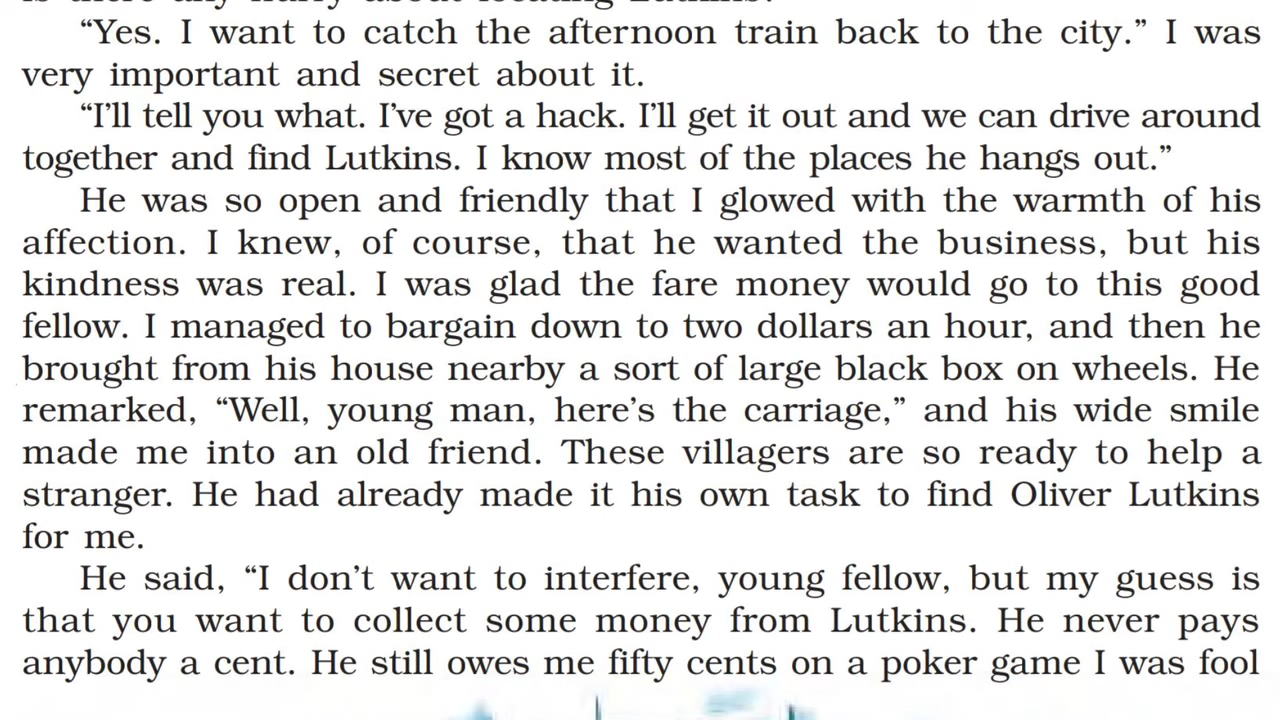 “Yes. I want to catch the afternoon train back to the city.” I was
very important and secret about it.
“I’ll tell you what. I’ve got a hack. I’ll get it out and we can drive around
together and find Lutkins. I know most of the places he hangs out.”
He was so open and friendly that I glowed with the warmth of his
affection. I knew, of course, that he wanted the business, but his
kindness was real. I was glad the fare money would go to this good
fellow. I managed to bargain down to two dollars an hour, and then he
brought from his house nearby a sort of large black box on wheels. He
remarked, “Well, young man, here’s the carriage,” and his wide smile
made me into an old friend. These villagers are so ready to help a
stranger. He had already made it his own task to find Oliver Lutkins
for me.
He said, “I don’t want to interfere, young fellow, but my guess is
that you want to collect some money from Lutkins. He never pays
anybody a cent. He still owes me fifty cents on a poker game I was fool